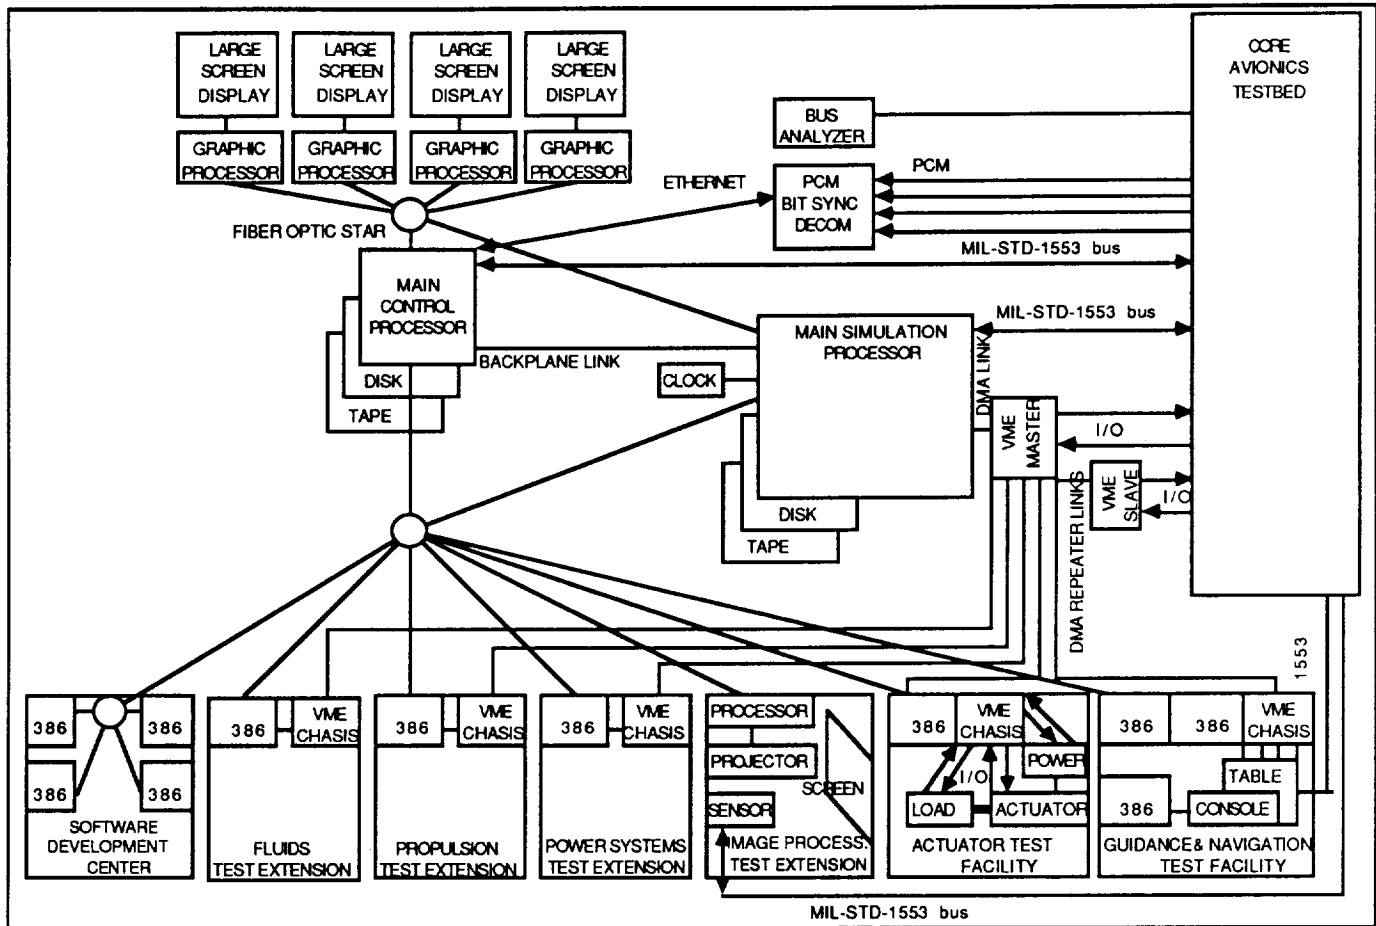 LARGE
SCREEN
DISPLAY
LARGE
SCREEN
DISPLAY
LARGE
SCREEN
DISPLAY
LARGE
SCREEN
DISPLAY
GRAPHIC
PROCESSOR
GRAPHIC
PROCESSOR
GRAPHIC
PROCESSOR
GRAPHIC
PROCESSOR
FIBER OPTIC STAR
CORE
AVIONICS
TESTBED
BUS
ANALYZER
PCM
BIT SYNC
DECOM
PCM
ETHERNET
MIL-STD-1553 bus
MAIN
CONTROL
PROCESSOR
DISK
TAPE
BACKPLANE LINK
MAIN SIMULATION
PROCESSOR
MIL-STD-1553 bus
CLOCK
DISK
TAPE
DMA LINK
VME
MASTER
I/O
VME
SLAVE
I/O
DMA REPEATER LINKS
1553
386
386
386
386
SOFTWARE
DEVELOPMENT
CENTER
386
VME
CHASIS
FLUIDS
TEST EXTENSION
386
VME
CHASIS
PROPULSION
TEST EXTENSION
386
VME
CHASIS
POWER SYSTEMS
TEST EXTENSION
PROCESSOR
PROJECTOR
SCREEN
SENSOR
IMAGE PROCESS.
TEST EXTENSION
386
VME
CHASIS
POWER
I/O
LOAD
ACTUATOR
ACTUATOR TEST
FACILITY
386
386
VME
CHASIS
TABLE
386
CONSOLE
GUIDANCE & NAVIGATION
TEST FACILITY
MIL-STD-1553 bus